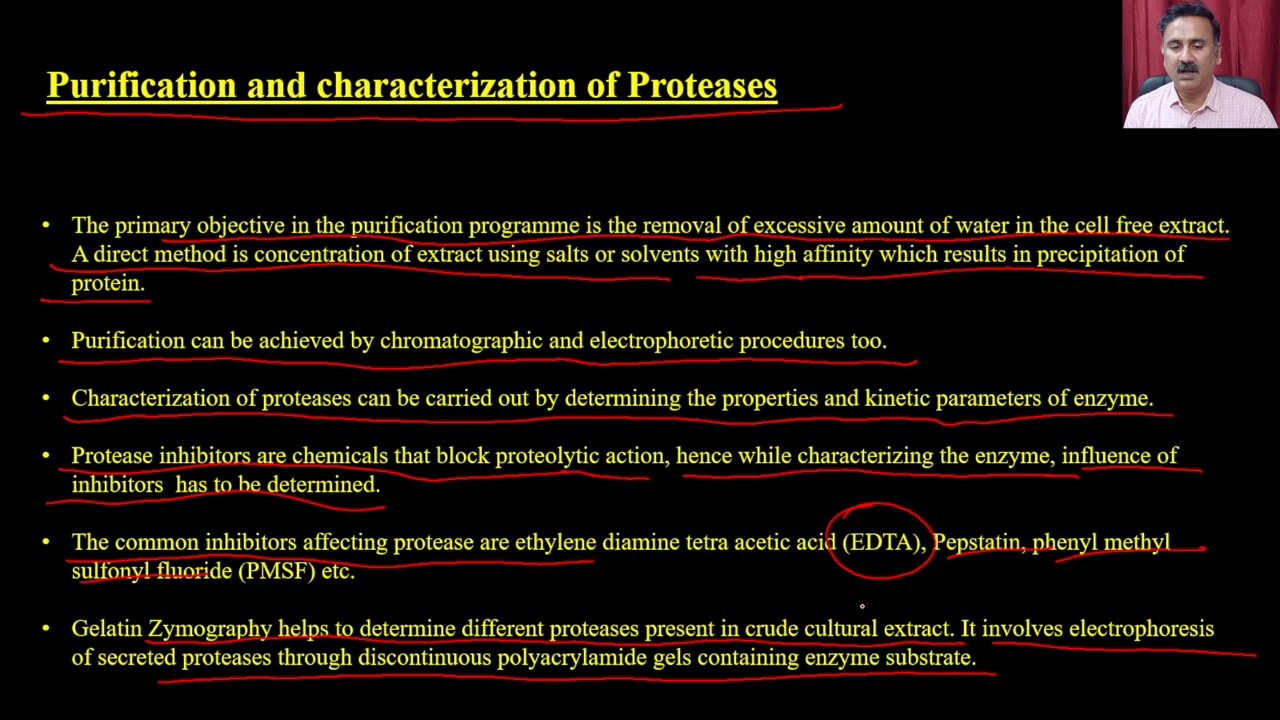 Purification and characterization of Proteases
• The primary objective in the purification programme is the removal of excessive amount of water in the cell free extract.
A direct method is concentration of extract using salts or solvents with high affinity which results in precipitation of
protein.
• Purification can be achieved by chromatographic and electrophoretic procedures too.
• Characterization of proteases can be carried out by determining the properties and kinetic parameters of enzyme.
• Protease inhibitors are chemicals that block proteolytic action, hence while characterizing the enzyme, influence of
inhibitors has to be determined.
• The common inhibitors affecting protease are ethylene diamine tetra acetic acid (EDTA), Pepstatin, phenyl methyl
sulfonyl fluoride (PMSF) etc.
• Gelatin Zymography helps to determine different proteases present in crude cultural extract. It involves electrophoresis
of secreted proteases through discontinuous polyacrylamide gels containing enzyme substrate.